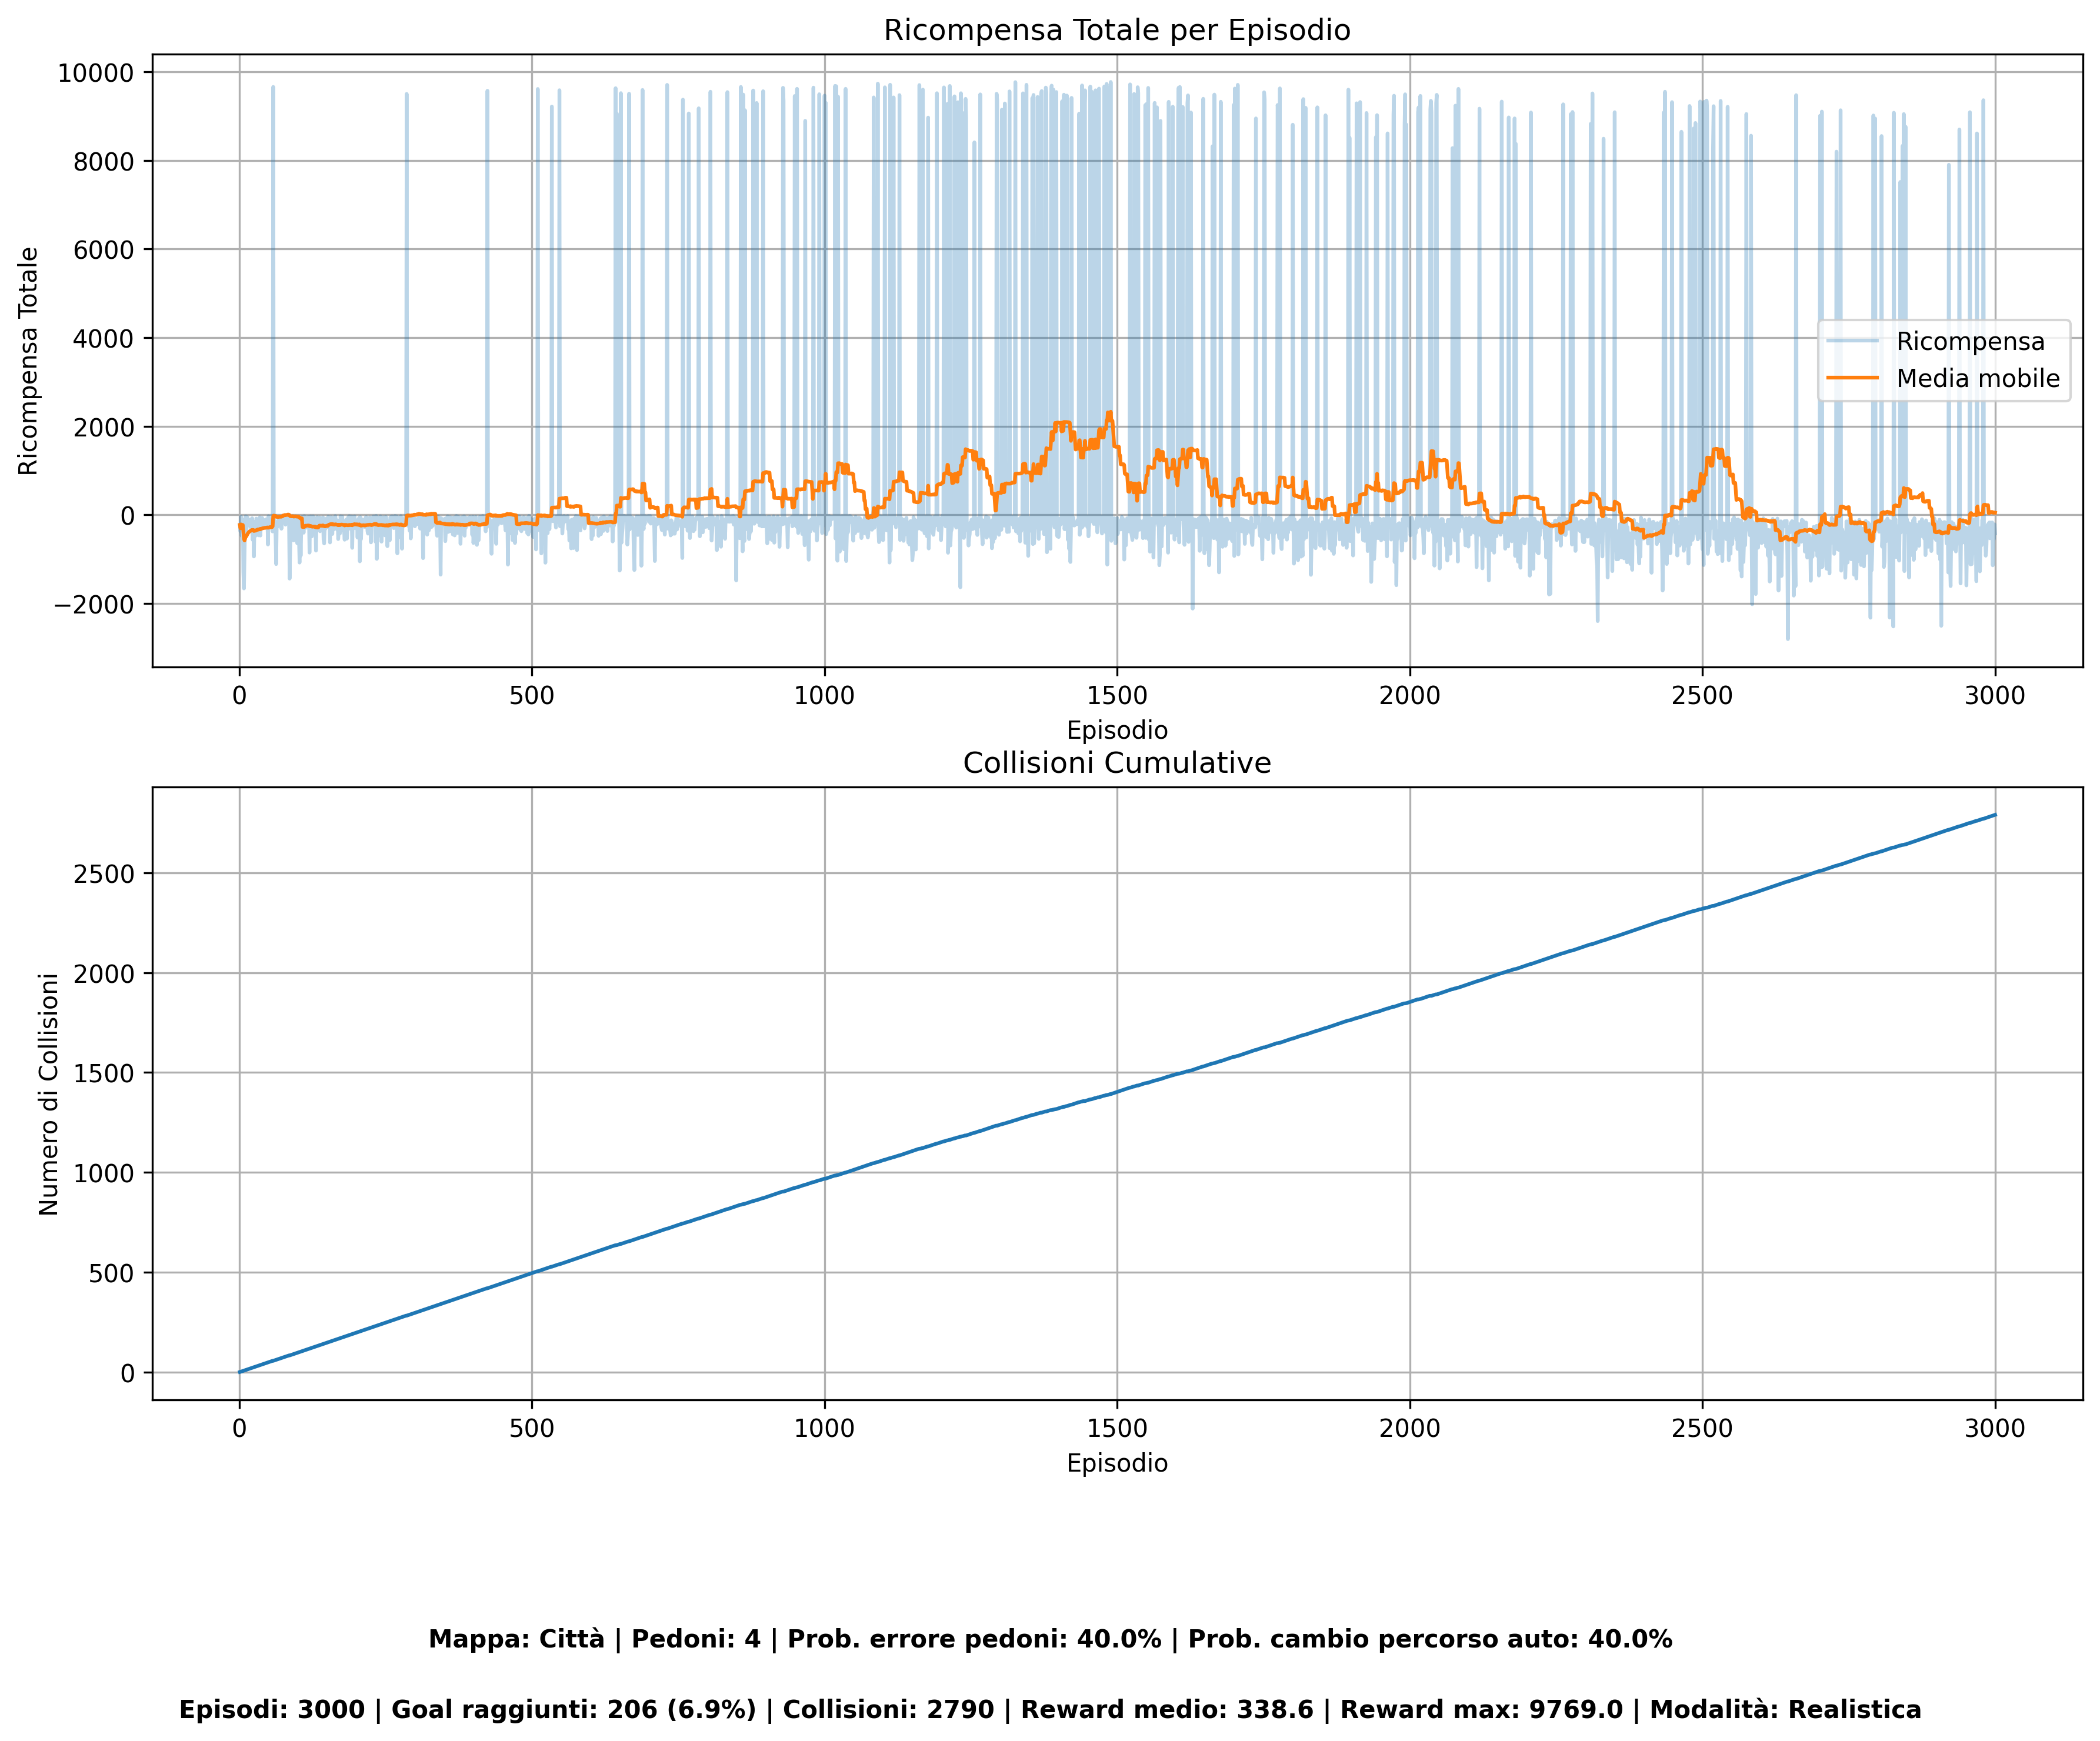 Ricompensa Totale per Episodio
10000
8000
6000
4000
2000
0
−2000
Ricompensa Totale
Ricompensa
Media mobile
0 500 1000 1500 2000 2500 3000
Episodio
Collisioni Cumulative
2500
2000
1500
1000
500
0
Numero di Collisioni
0 500 1000 1500 2000 2500 3000
Episodio
Mappa: Città | Pedoni: 4 | Prob. errore pedoni: 40.0% | Prob. cambio percorso auto: 40.0%
Episodi: 3000 | Goal raggiunti: 206 (6.9%) | Collisioni: 2790 | Reward medio: 338.6 | Reward max: 9769.0 | Modalità: Realistica